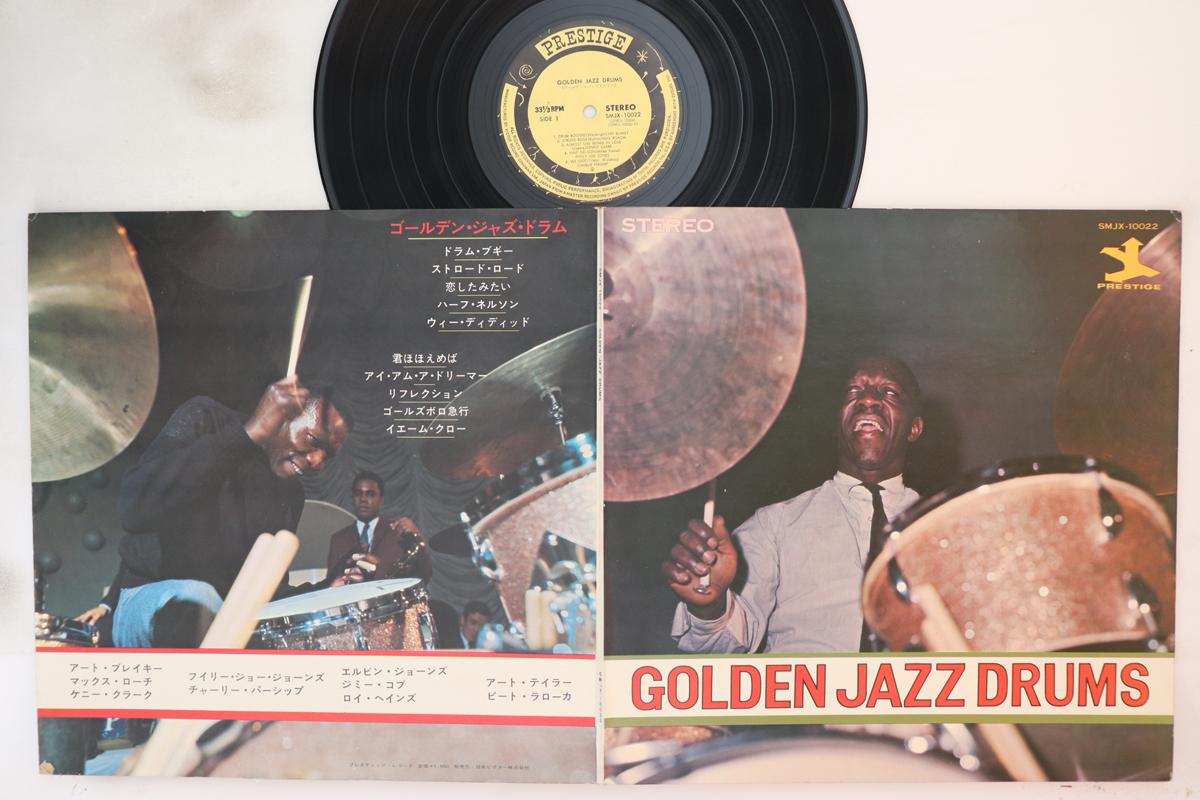 PRESTIGE
GOLDEN JAZZ DRUMS
33⅓ RPM
SIDE 1
STEREO
SMJX-10022
ゴールデン・ジャズ・ドラム
ドラム・ブギー
ストロード・ロード
恋したみたい
ハーフ・ネルソン
ウィー・ディディッド
君ほほえめば
アイ・アム・ア・ドリーマー
リフレクション
ゴールズボロ急行
イエーム・クロー
アート・ブレイキー
マックス・ローチ
ケニー・クラーク
フイリー・ジョー・ジョーンズ
チャーリー・パーシップ
エルビン・ジョーンズ
ジミー・コブ
ロイ・ヘインズ
アート・テイラー
ピート・ラローカ
STEREO
SMJX-10022
PRESTIGE
GOLDEN JAZZ DRUMS